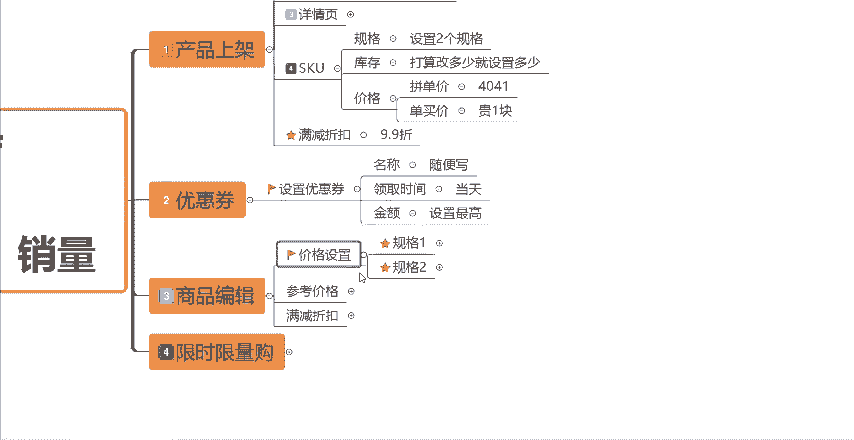 销量
1 产品上架
3 详情页
4 SKU
规格 设置2个规格
库存 打算改多少就设置多少
价格
拼单价 4041
单买价 贵1块
满减折扣 9.9折
2 优惠券
设置优惠券
名称 随便写
领取时间 当天
金额 设置最高
3 商品编辑
价格设置
规格1
规格2
参考价格
满减折扣
4 限时限量购